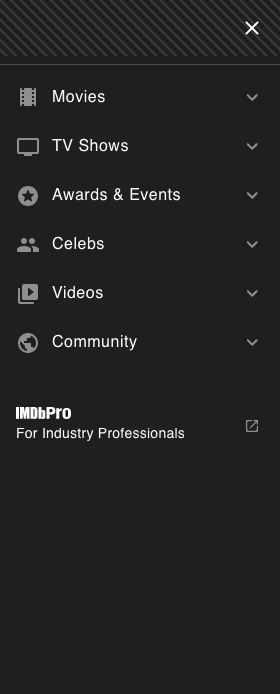 Movies
TV Shows
Awards & Events
Celebs
Videos
Community
IMDbPro
For Industry Professionals